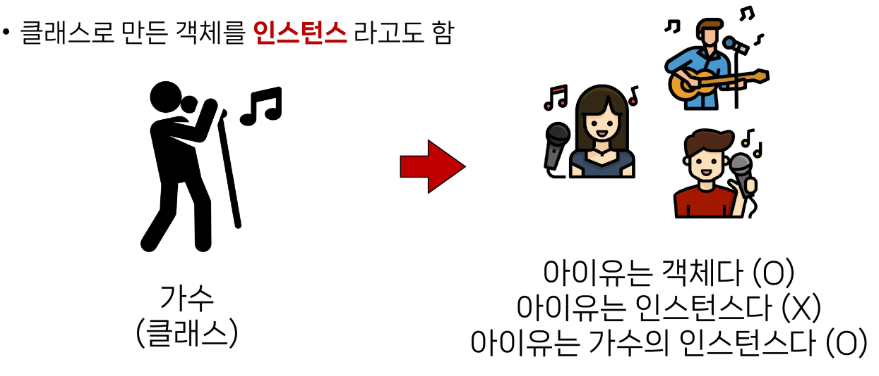 • 클래스로 만든 객체를 인스턴스 라고도 함
가수
(클래스)
아이유는 객체다 (O)
아이유는 인스턴스다 (X)
아이유는 가수의 인스턴스다 (O)